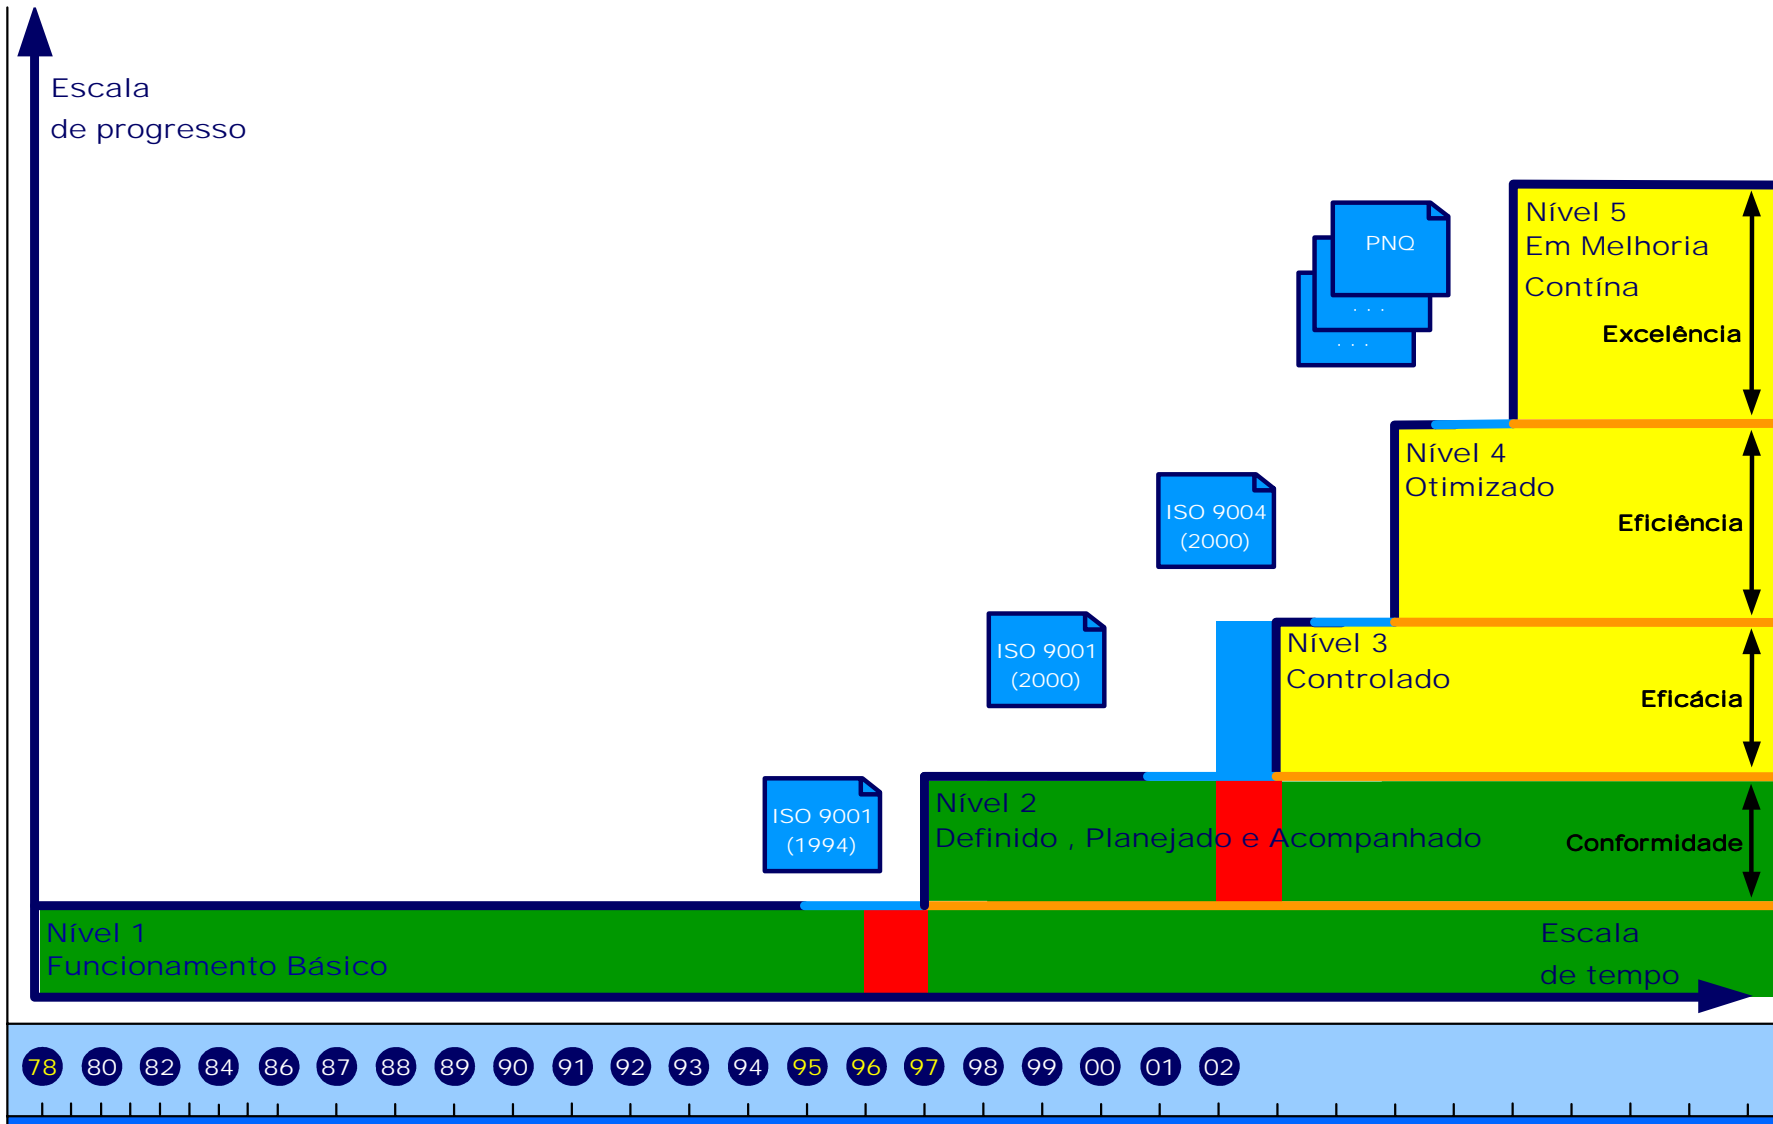 Escala
de progresso
PNQ
. . .
. . .
Nível 5
Em Melhoria
Contína
Excelência
Nível 4
Otimizado
Eficiência
ISO 9004
(2000)
ISO 9001
(2000)
Nível 3
Controlado
Eficácia
ISO 9001
(1994)
Nível 2
Definido , Planejado e Acompanhado
Conformidade
Nível 1
Funcionamento Básico
Escala
de tempo
78 80 82 84 86 87 88 89 90 91 92 93 94 95 96 97 98 99 00 01 02